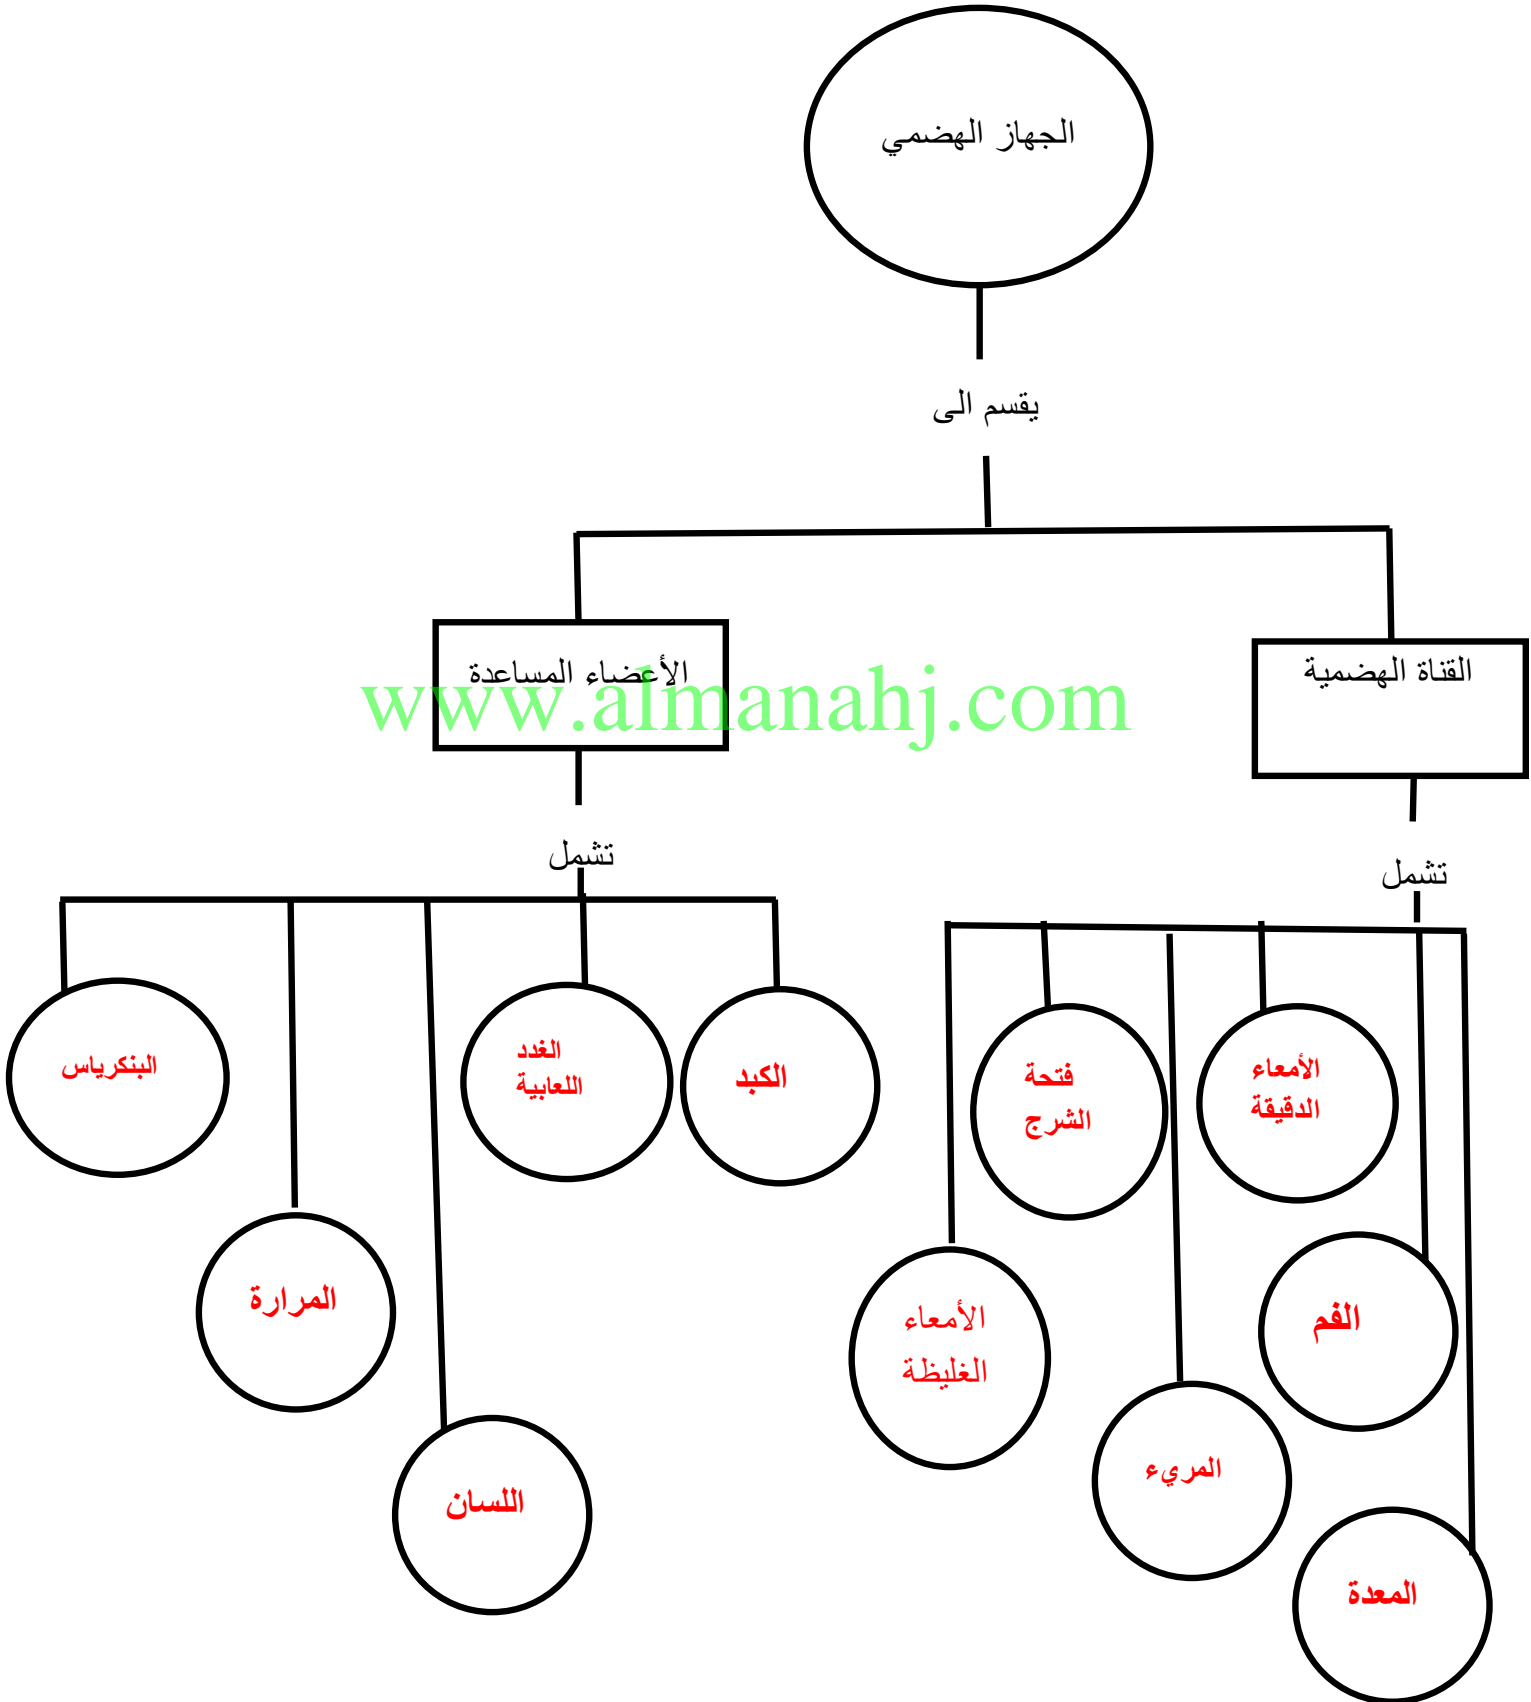 الجهاز الهضمي
يقسم الى
القناة الهضمية
الأعضاء المساعدة
www.almanahj.com
تشمل
تشمل
الأمعاء
الدقيقة
فتحة
الشرج
الكبد
الغدد
اللعابية
البنكرياس
الفم
الأمعاء
الغليظة
المرارة
المريء
اللسان
المعدة